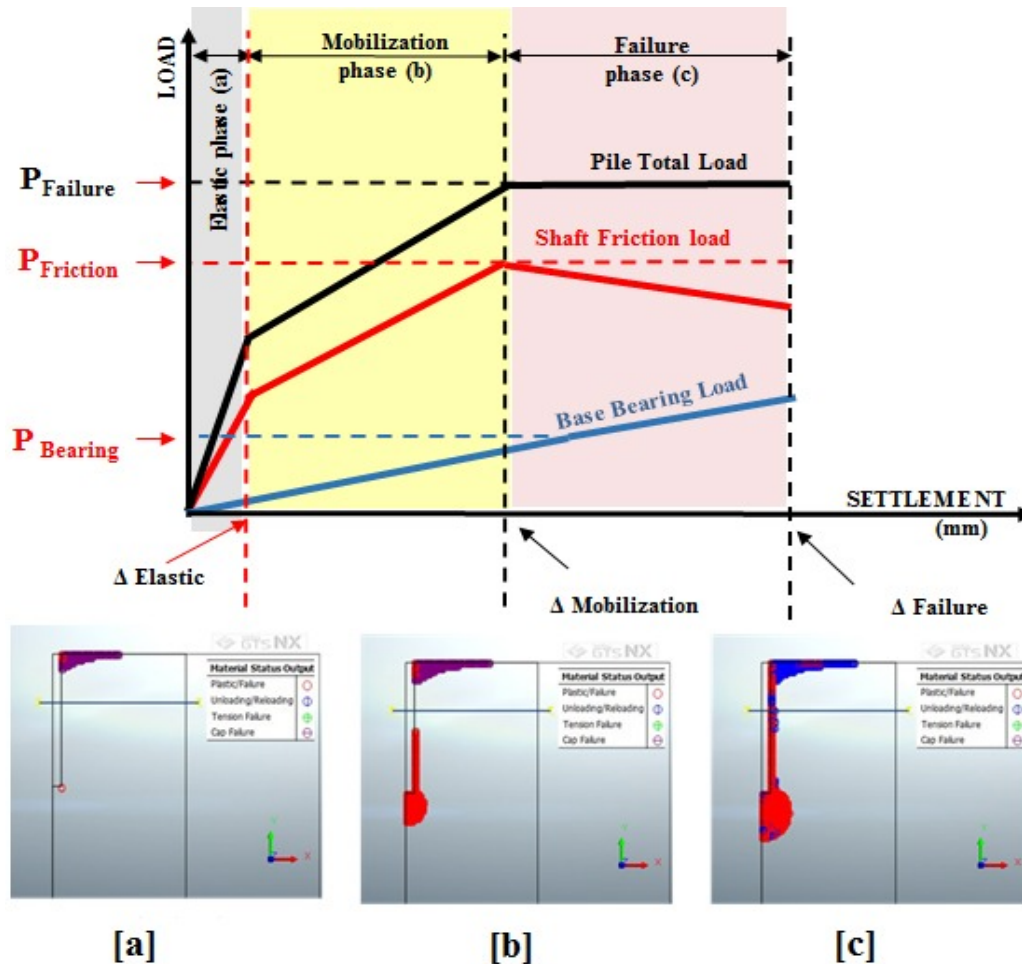 LOAD
Elastic phase (a)
Mobilization
phase (b)
Failure
phase (c)
P Failure
Pile Total Load
P Friction
Shaft Friction load
P Bearing
Base Bearing Load
SETTLEMENT
(mm)
Δ Elastic
Δ Mobilization
Δ Failure
GTS NX
Material Status Output
Plastic/Failure
Unloading/Reloading
Tension Failure
Cap Failure
Y
X
GTS NX
Material Status Output
Plastic/Failure
Unloading/Reloading
Tension Failure
Cap Failure
Y
X
GTS NX
Material Status Output
Plastic/Failure
Unloading/Reloading
Tension Failure
Cap Failure
Y
X
[a]
[b]
[c]